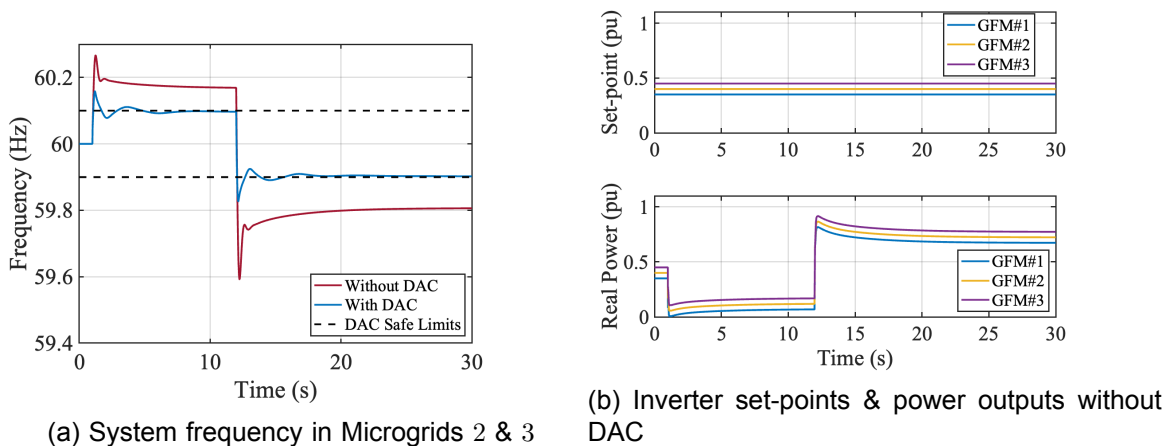 60.2
60
59.8
59.6
59.4
Frequency (Hz)
Without DAC
With DAC
DAC Safe Limits
0
10
20
30
Time (s)
(a) System frequency in Microgrids 2 & 3
1
0.5
0
Set-point (pu)
GFM#1
GFM#2
GFM#3
0
5
10
15
20
25
30
1
0.5
0
Real Power (pu)
GFM#1
GFM#2
GFM#3
0
5
10
15
20
25
30
Time (s)
(b) Inverter set-points & power outputs without
DAC